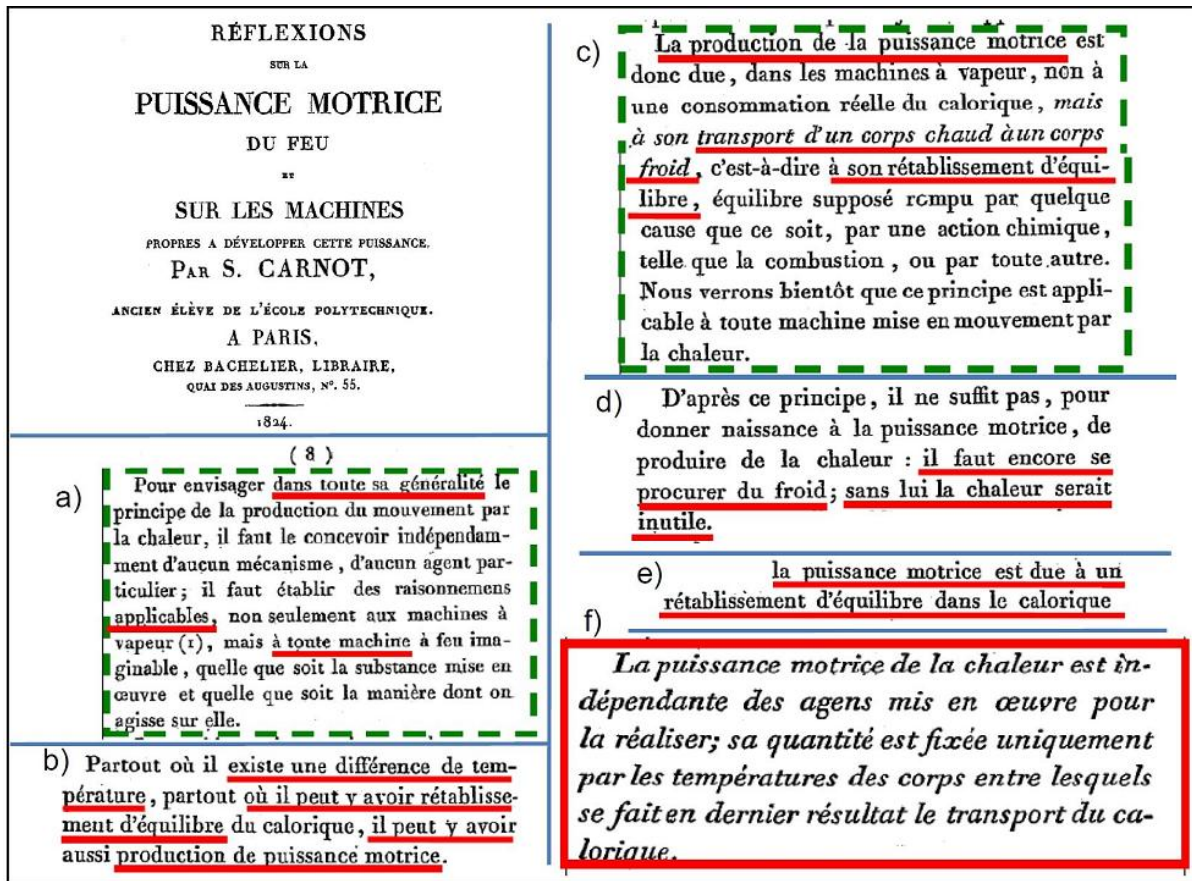 RÉFLEXIONS
SUR LA
PUISSANCE MOTRICE
DU FEU
ET
SUR LES MACHINES
PROPRES A DÉVELOPPER CETTE PUISSANCE.
PAR S. CARNOT,
ANCIEN ÉLÈVE DE L'ÉCOLE POLYTECHNIQUE.
A PARIS,
CHEZ BACHELIER, LIBRAIRE,
QUAI DES AUGUSTINS, Nº. 55.
1824.
( 8 )
a)
Pour envisager dans toute sa généralité le
principe de la production du mouvement par
la chaleur, il faut le concevoir indépendam-
ment d'aucun mécanisme, d'aucun agent par-
ticulier; il faut établir des raisonnemens
applicables, non seulement aux machines à
vapeur (1), mais à toute machine à feu ima-
ginable, quelle que soit la substance mise en
œuvre et quelle que soit la manière dont on
agisse sur elle.
b) Partout où il existe une différence de tem-
pérature, partout où il peut y avoir rétablisse-
ment d'équilibre du calorique, il peut y avoir
aussi production de puissance motrice.
c)
La production de la puissance motrice est
donc due, dans les machines à vapeur, non à
une consommation réelle du calorique, mais
à son transport d'un corps chaud à un corps
froid, c'est-à-dire à son rétablissement d'équi-
libre, équilibre supposé rompu par quelque
cause que ce soit, par une action chimique,
telle que la combustion, ou par toute autre.
Nous verrons bientôt que ce principe est appli-
cable à toute machine mise en mouvement par
la chaleur.
d) D'après ce principe, il ne suffit pas, pour
donner naissance à la puissance motrice, de
produire de la chaleur : il faut encore se
procurer du froid; sans lui la chaleur serait
inutile.
e) la puissance motrice est due à un
rétablissement d'équilibre dans le calorique
f)
La puissance motrice de la chaleur est in-
dépendante des agens mis en œuvre pour
la réaliser; sa quantité est fixée uniquement
par les températures des corps entre lesquels
se fait en dernier résultat le transport du ca-
lorique.